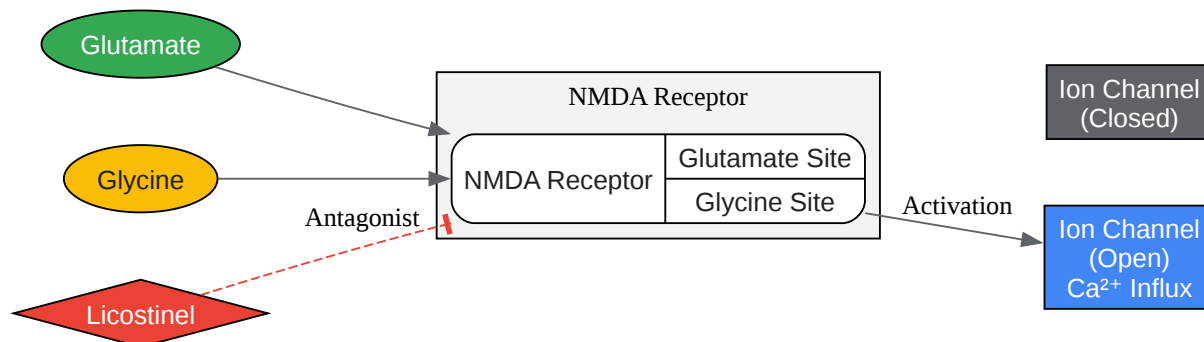 Glutamate
Glycine
Licostinel
Antagonist
NMDA Receptor
NMDA Receptor
Glutamate Site
Glycine Site
Activation
Ion Channel
(Closed)
Ion Channel
(Open)
Ca²⁺ Influx